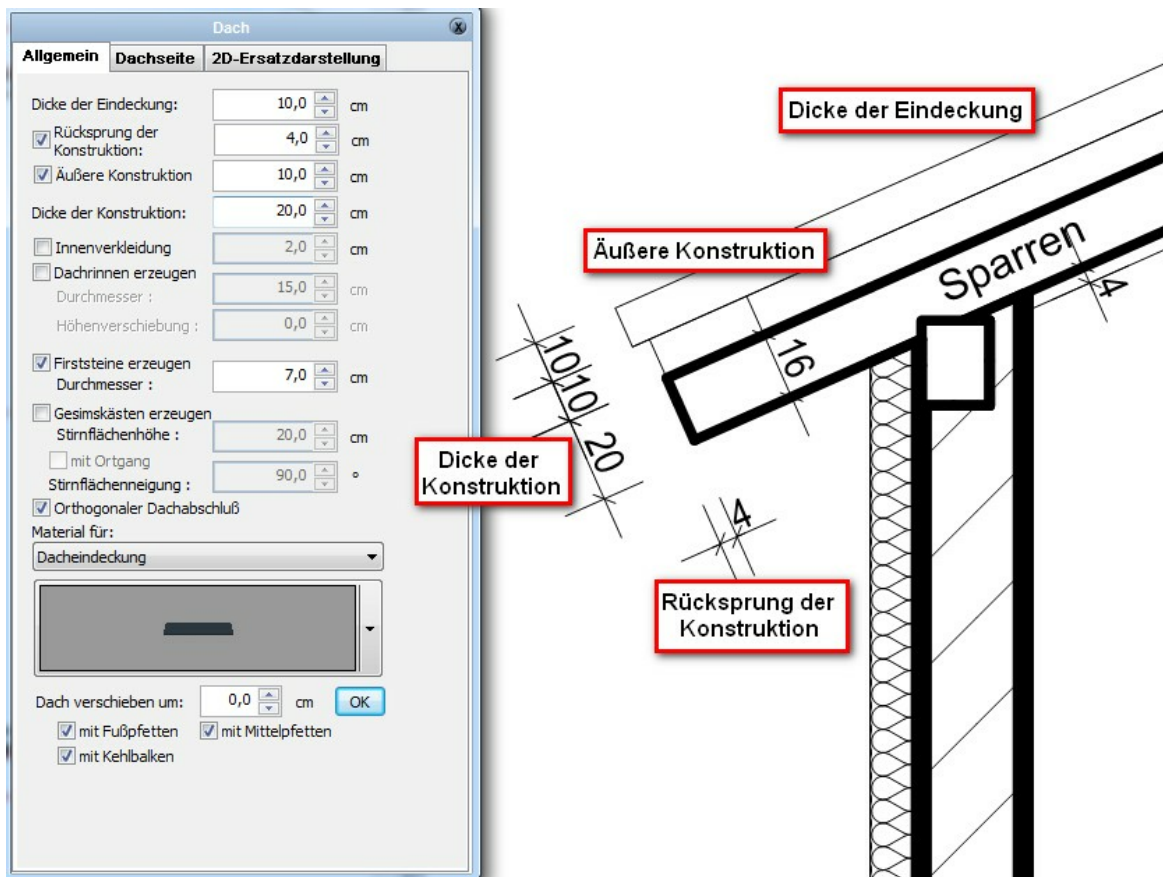 Dach
Allgemein
Dachseite
2D-Ersatzdarstellung
Dicke der Eindeckung:
10,0
cm
Rücksprung der
Konstruktion:
4,0
cm
Äußere Konstruktion
10,0
cm
Dicke der Konstruktion:
20,0
cm
Innenverkleidung
2,0
cm
Dachrinnen erzeugen
Durchmesser :
15,0
cm
Höhenverschiebung :
0,0
cm
Firststeine erzeugen
Durchmesser :
7,0
cm
Gesimskästen erzeugen
Stirnflächenhöhe :
20,0
cm
mit Ortgang
Stirnflächenneigung :
90,0
°
Orthogonaler Dachabschluß
Material für:
Dacheindeckung
Dach verschieben um:
0,0
cm
OK
mit Fußpfetten
mit Mittelpfetten
mit Kehlbalken
Dicke der Eindeckung
Äußere Konstruktion
Sparren
4
16
10
10
20
Dicke der
Konstruktion
4
Rücksprung der
Konstruktion